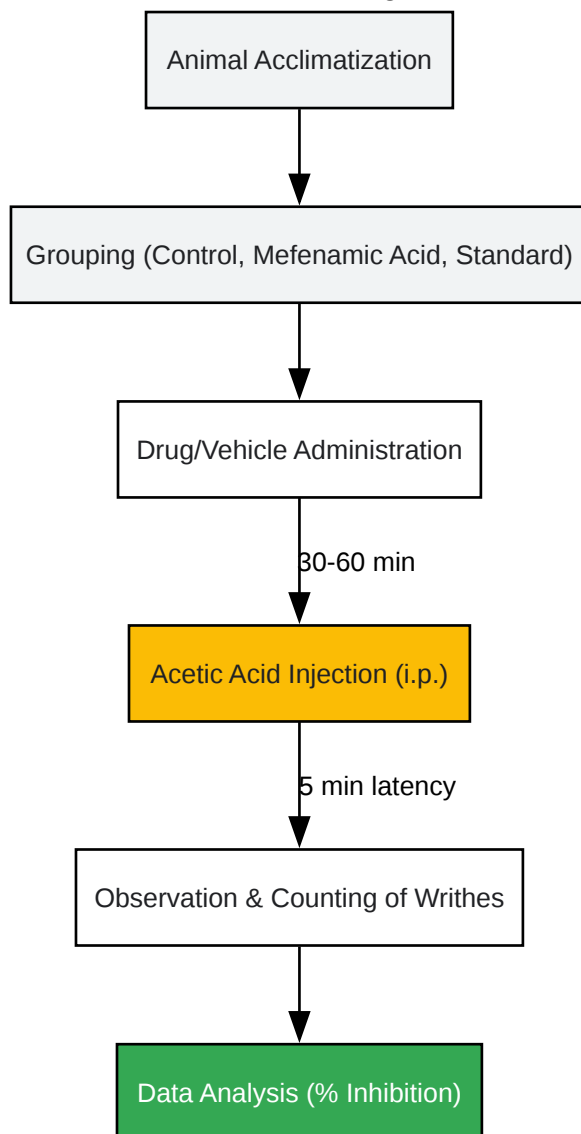 Animal Acclimatization
Grouping (Control, Mefenamic Acid, Standard)
Drug/Vehicle Administration
30-60 min
Acetic Acid Injection (i.p.)
5 min latency
Observation & Counting of Writhes
Data Analysis (% Inhibition)